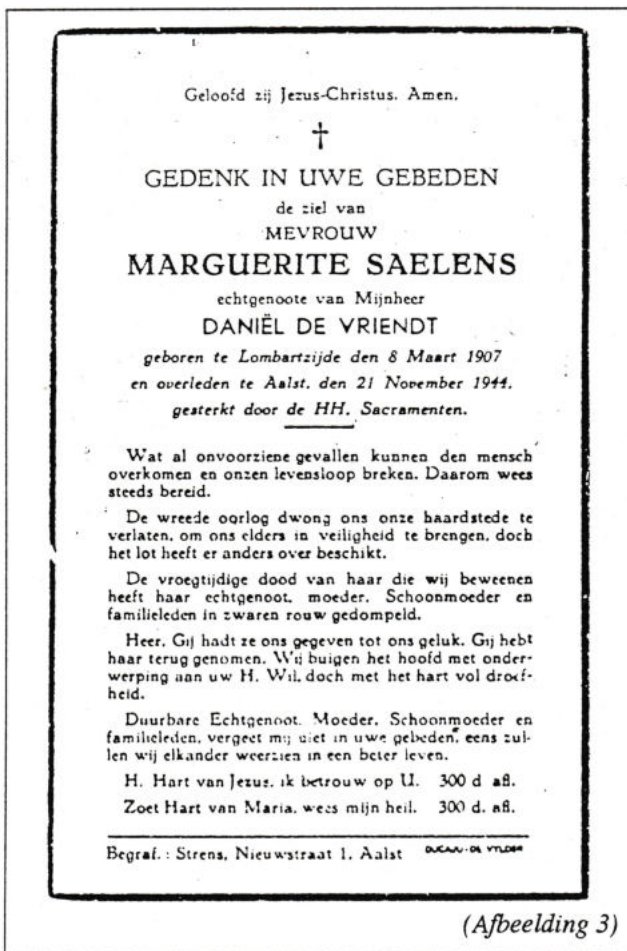 Geloofd zij Jezus-Christus. Amen.
†
GEDENK IN UWE GEBEDEN
de ziel van
MEVROUW
MARGUERITE SAELENS
echtgenoote van Mijnheer
DANIËL DE VRIENDT
geboren te Lombartzijde den 8 Maart 1907
en overleden te Aalst, den 21 November 1944,
gesterkt door de HH. Sacramenten.
Wat al onvoorziene gevallen kunnen den mensch
overkomen en onzen levensloop breken. Daarom wees
steeds bereid.
De wreede oorlog dwong ons onze haardstede te
verlaten, om ons elders in veiligheid te brengen, doch
het lot heeft er anders over beschikt.
De vroegtijdige dood van haar die wij beweenen
heeft haar echtgenoot, moeder, Schoonmoeder en
familieleden in zwaren rouw gedompeld.
Heer, Gij hadt ze ons gegeven tot ons geluk. Gij hebt
haar terug genomen. Wij buigen het hoofd met onder-
werping aan uw H. Wil, doch met het hart vol droef-
heid.
Duurbare Echtgenoot, Moeder, Schoonmoeder en
familieleden, vergeet mij niet in uwe gebeden, eens zul-
len wij elkander weerzien in een beter leven.
H. Hart van Jezus, ik betrouw op U. 300 d afl.
Zoet Hart van Maria, wees mijn heil. 300 d. afl.
Begraf. : Strens, Nieuwstraat 1, Aalst DUCAJU-DE VYLDER
(Afbeelding 3)